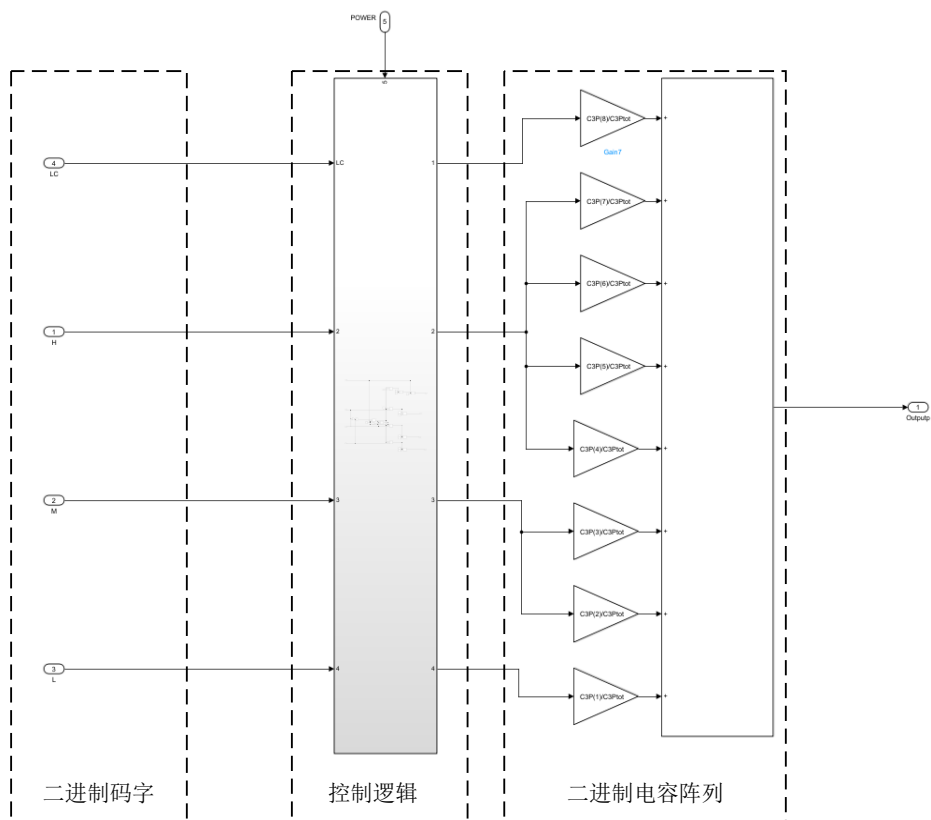 POWER
5
5
4
LC
LC
1
C3P(8)/C3Ptot
+
Gain7
C3P(7)/C3Ptot
+
C3P(6)/C3Ptot
+
1
H
2
2
C3P(5)/C3Ptot
+
1
Outputp
C3P(4)/C3Ptot
+
2
M
3
3
C3P(3)/C3Ptot
+
C3P(2)/C3Ptot
+
3
L
4
4
C3P(1)/C3Ptot
+
二进制码字
控制逻辑
二进制电容阵列